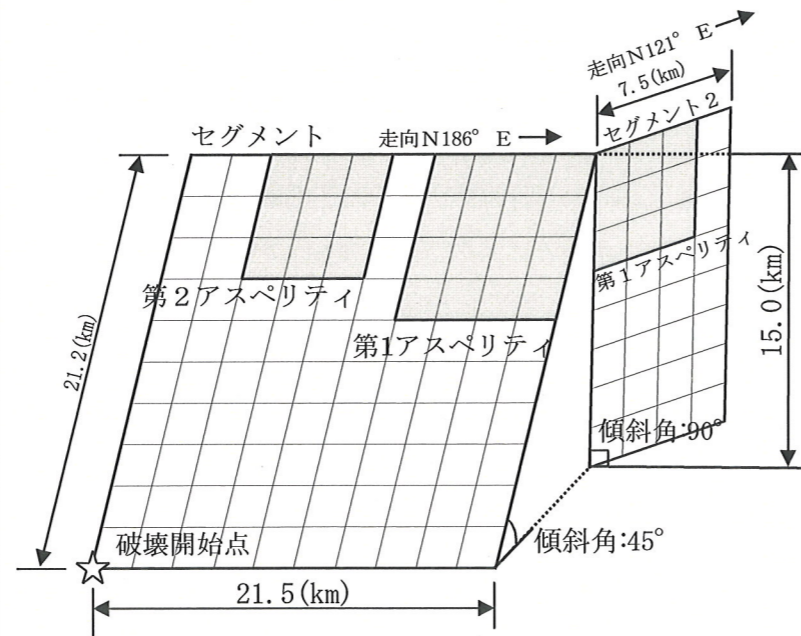 走向N121° E
7.5(km)
セグメント
走向N186° E
セグメント2
第2アスペリティ
第1アスペリティ
第1アスペリティ
21.2(km)
15.0(km)
傾斜角:90°
破壊開始点
傾斜角:45°
21.5(km)